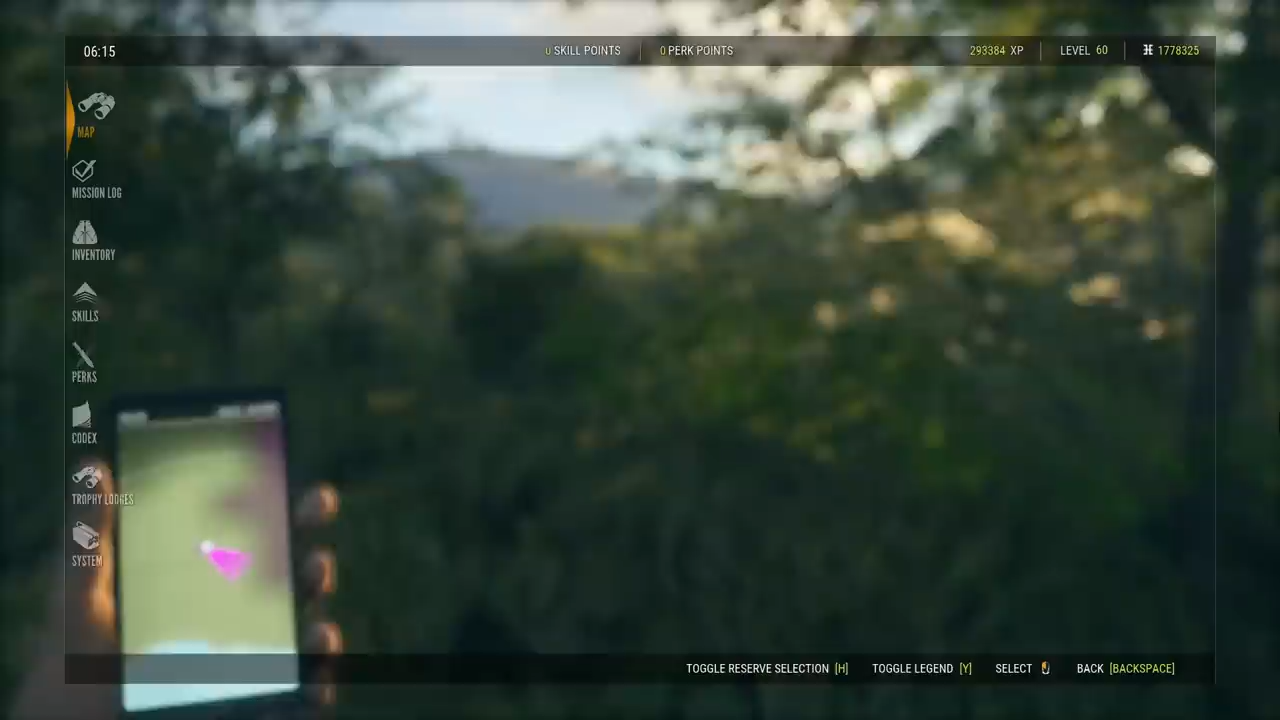 06:15
0 SKILL POINTS
0 PERK POINTS
293384 XP
LEVEL 60
1778325
MAP
MISSION LOG
INVENTORY
SKILLS
PERKS
CODEX
TROPHY LODGES
SYSTEM
TOGGLE RESERVE SELECTION [H]
TOGGLE LEGEND [Y]
SELECT
BACK [BACKSPACE]